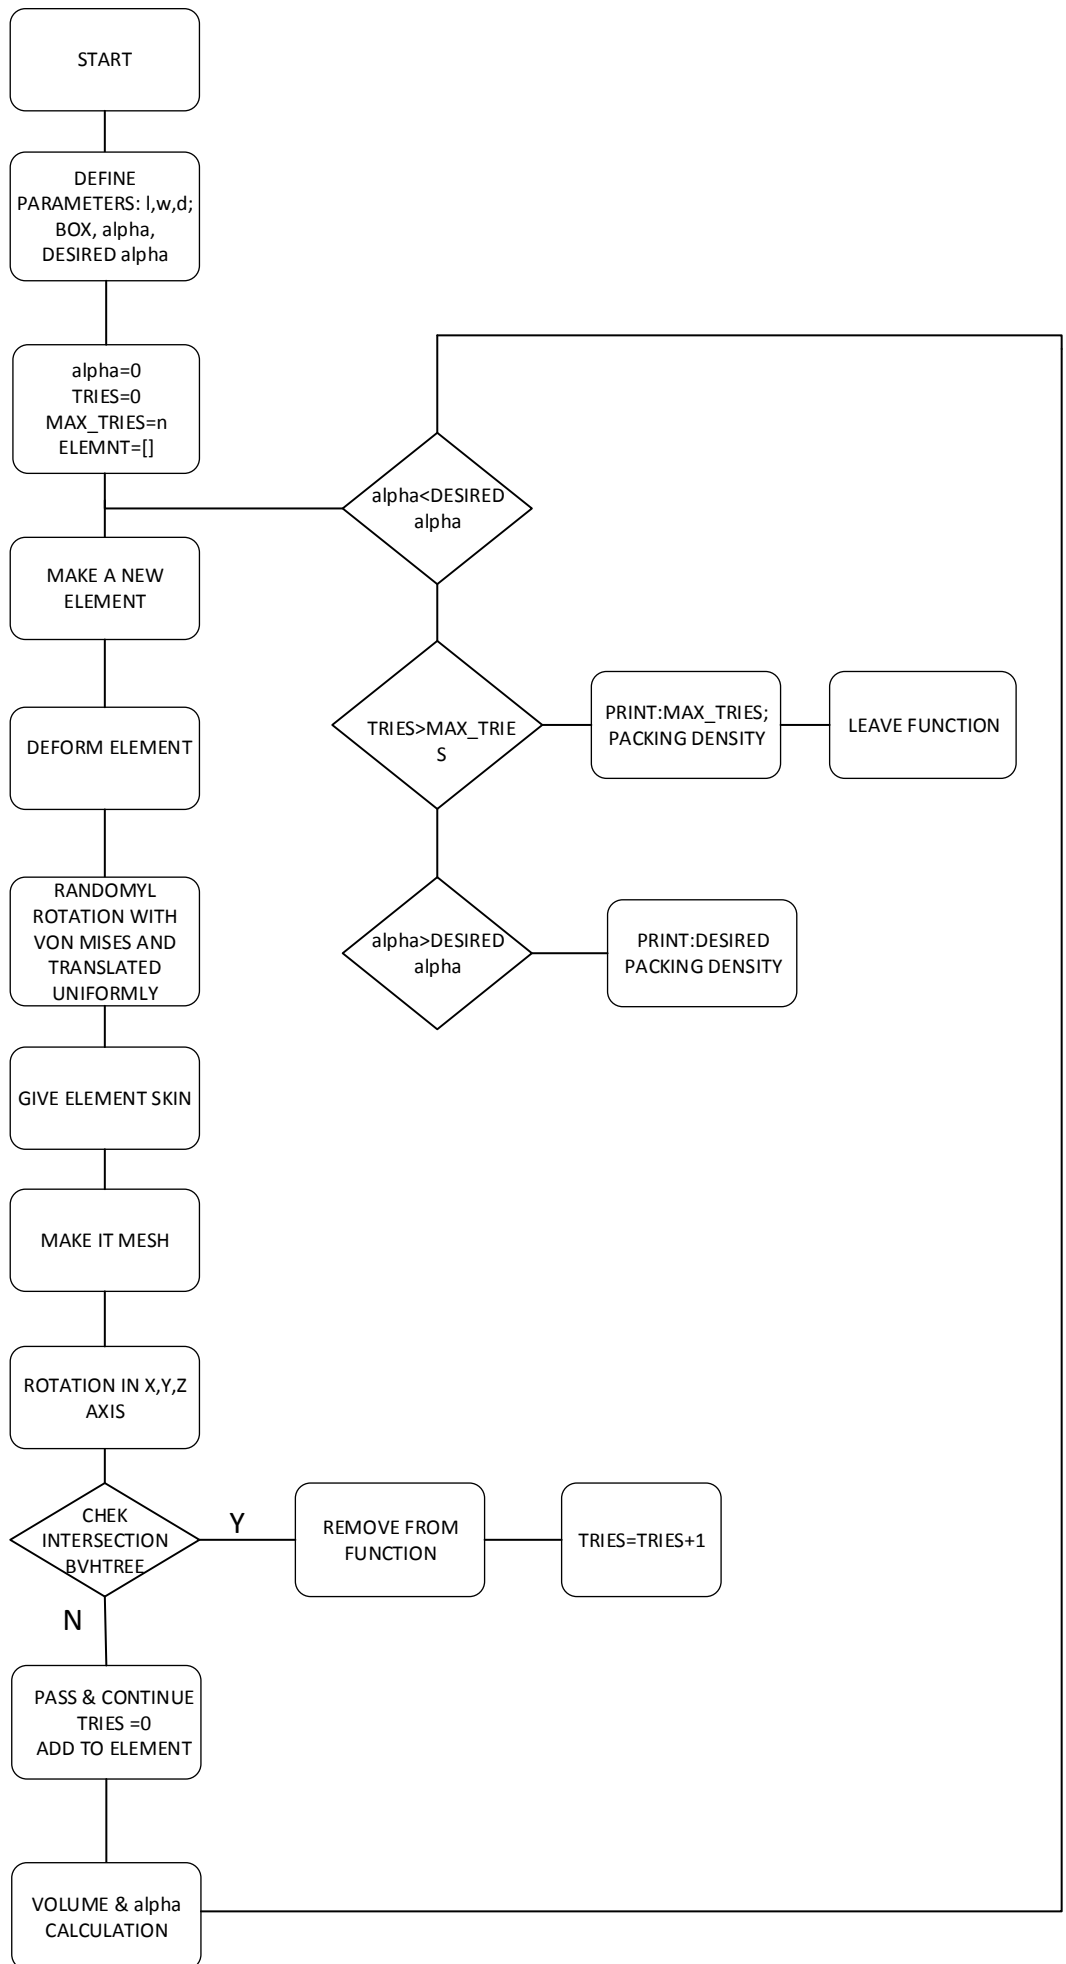 START
DEFINE
PARAMETERS: l,w,d;
BOX, alpha,
DESIRED alpha
alpha=0
TRIES=0
MAX_TRIES=n
ELEMNT=[]
alpha<DESIRED
alpha
MAKE A NEW
ELEMENT
TRIES>MAX_TRIE
S
PRINT:MAX_TRIES;
PACKING DENSITY
LEAVE FUNCTION
DEFORM ELEMENT
RANDOMYL
ROTATION WITH
VON MISES AND
TRANSLATED
UNIFORMLY
alpha>DESIRED
alpha
PRINT:DESIRED
PACKING DENSITY
GIVE ELEMENT SKIN
MAKE IT MESH
ROTATION IN X,Y,Z
AXIS
CHEK
INTERSECTION
BVHTREE
Y
REMOVE FROM
FUNCTION
TRIES=TRIES+1
N
PASS & CONTINUE
TRIES =0
ADD TO ELEMENT
VOLUME & alpha
CALCULATION